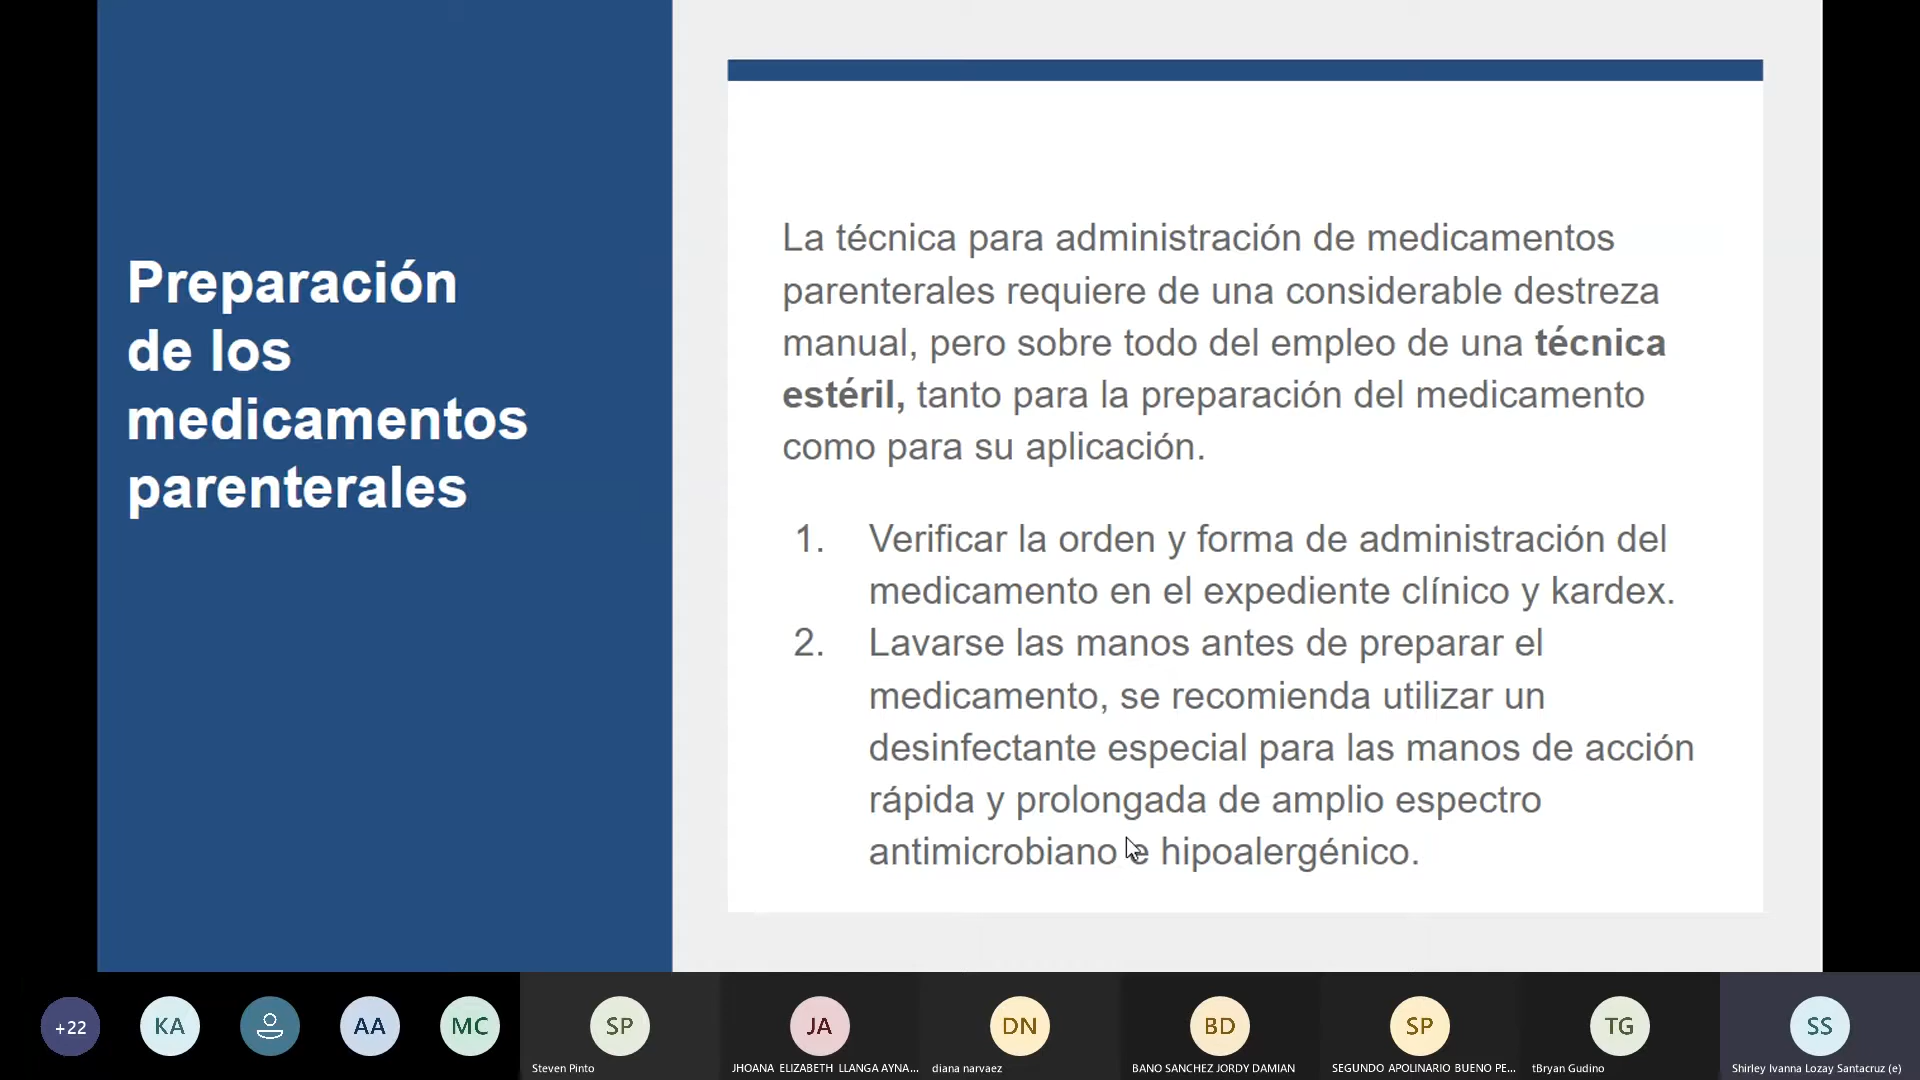 Preparación
de los
medicamentos
parenterales
La técnica para administración de medicamentos
parenterales requiere de una considerable destreza
manual, pero sobre todo del empleo de una técnica
estéril, tanto para la preparación del medicamento
como para su aplicación.
1. Verificar la orden y forma de administración del
medicamento en el expediente clínico y kardex.
2. Lavarse las manos antes de preparar el
medicamento, se recomienda utilizar un
desinfectante especial para las manos de acción
rápida y prolongada de amplio espectro
antimicrobiano e hipoalergénico.
+22
KA
AA
MC
SP
JA
DN
BD
SP
TG
SS
Steven Pinto
JHOANA ELIZABETH LLANGA AYNA...
diana narvaez
BANO SANCHEZ JORDY DAMIAN
SEGUNDO APOLINARIO BUENO PE...
tBryan Gudino
Shirley Ivanna Lozay Santacruz (e)